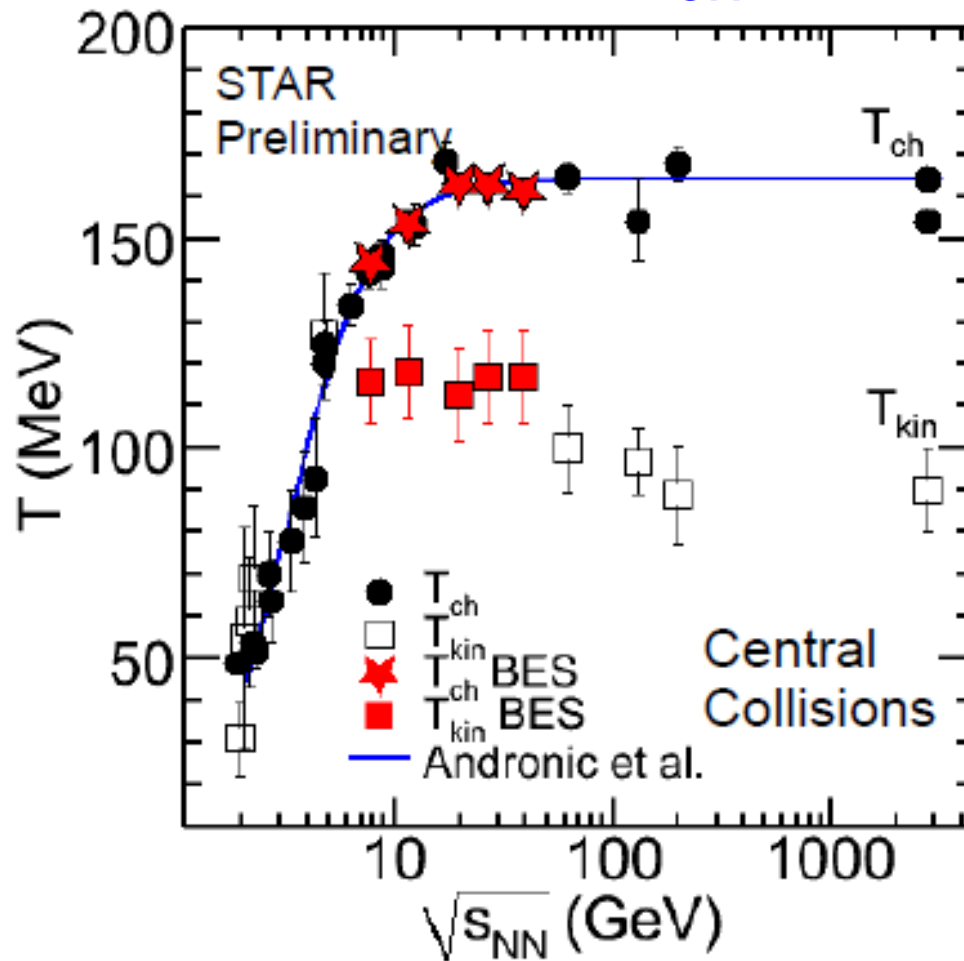 200
STAR
Preliminary
T_ch
150
T (MeV)
T_kin
100
T_ch
T_kin
50
Central
T_ch BES
Collisions
T_kin BES
Andronic et al.
10 100 1000
√s_NN (GeV)